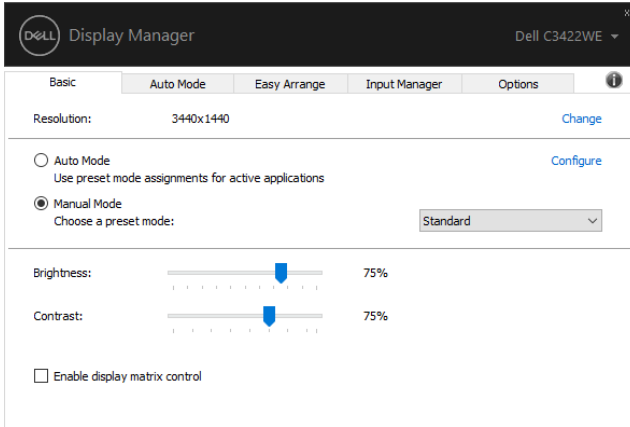 DELL Display Manager Dell C3422WE
x
Basic Auto Mode Easy Arrange Input Manager Options i
Resolution: 3440x1440 Change
Auto Mode Configure
Use preset mode assignments for active applications
Manual Mode
Choose a preset mode: Standard
Brightness: 75%
Contrast: 75%
Enable display matrix control